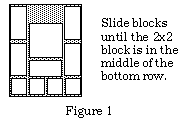 Slide blocks
until the 2x2
block is in the
middle of the
bottom row.
Figure 1